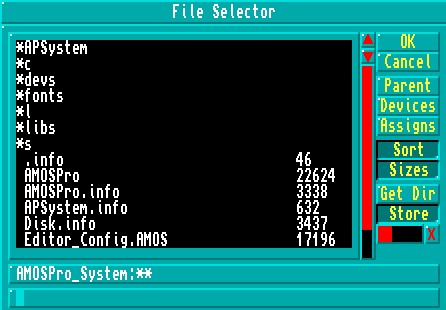 File Selector
*APSystem
*c
*devs
*fonts
*l
*libs
*s
.info 46
AMOSPro 22624
AMOSPro.info 3338
APSystem.info 632
Disk.info 3437
Editor_Config.AMOS 17196
OK
Cancel
Parent
Devices
Assigns
Sort
Sizes
Get Dir
Store
X
AMOSPro_System:**